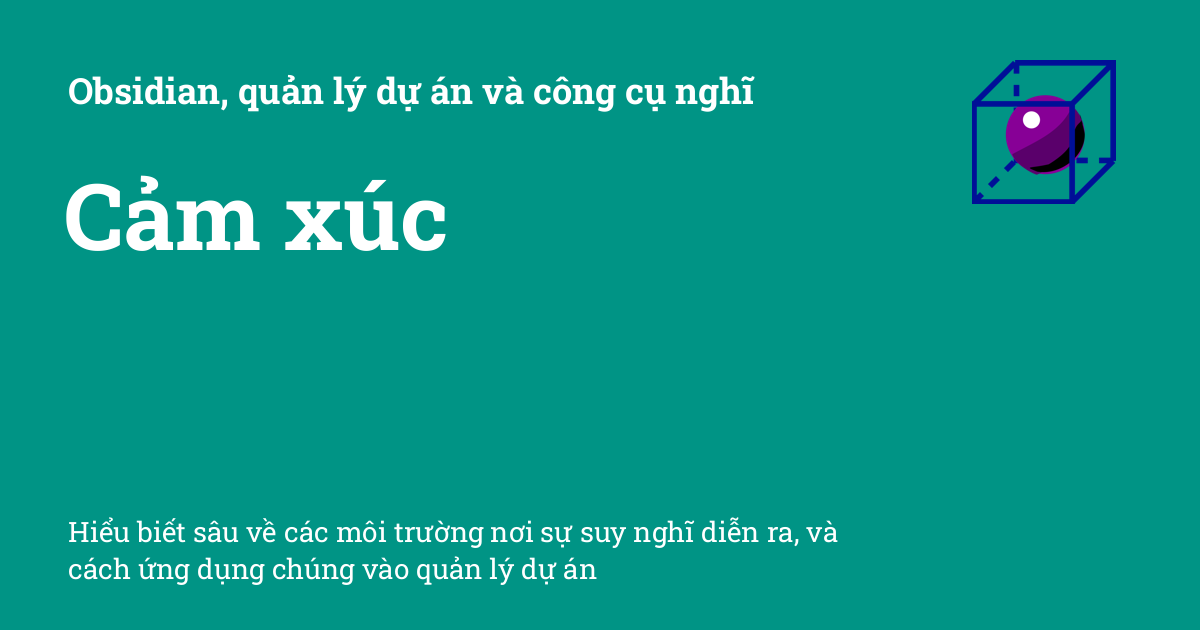 Obsidian, quản lý dự án và công cụ nghĩ
Cảm xúc
Hiểu biết sâu về các môi trường nơi sự suy nghĩ diễn ra, và
cách ứng dụng chúng vào quản lý dự án